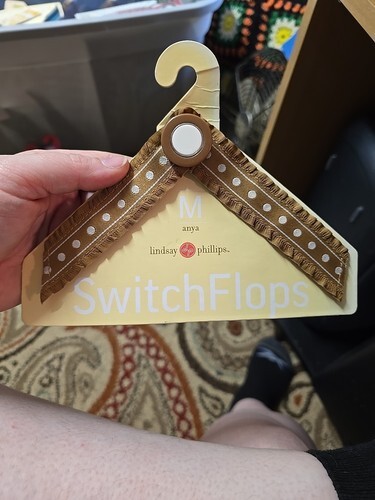 M
anya
lindsay phillips.
SwitchFlops